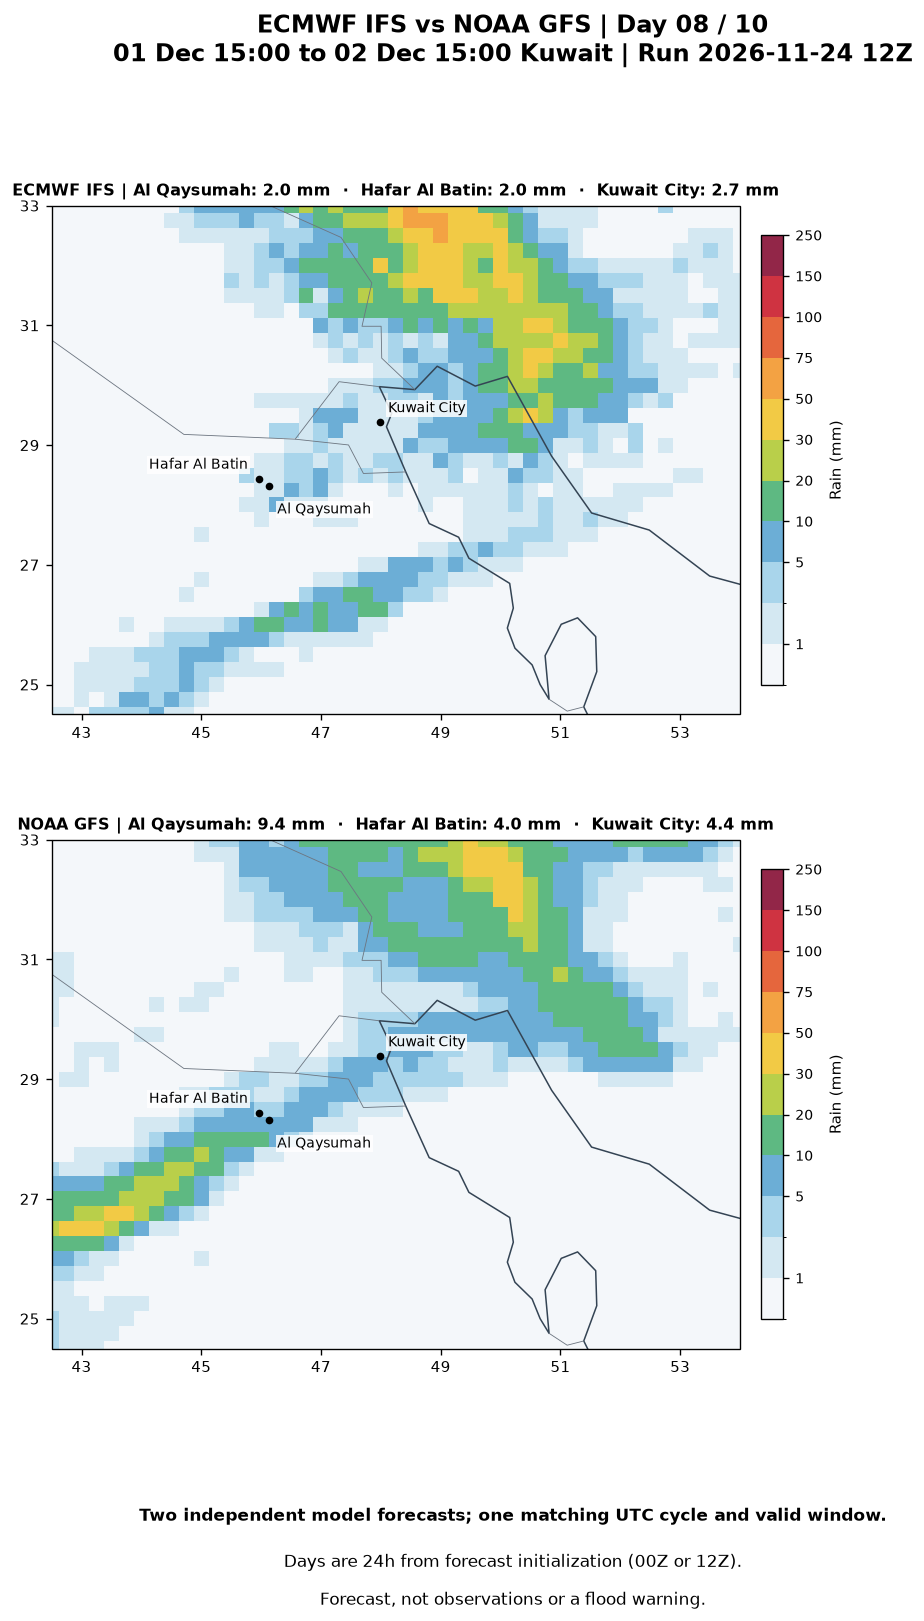 ECMWF IFS vs NOAA GFS | Day 08 / 10
01 Dec 15:00 to 02 Dec 15:00 Kuwait | Run 2026-11-24 12Z
ECMWF IFS | Al Qaysumah: 2.0 mm · Hafar Al Batin: 2.0 mm · Kuwait City: 2.7 mm
33
31
29
27
25
43
45
47
49
51
53
Kuwait City
Hafar Al Batin
Al Qaysumah
250
150
100
75
50
30
20
10
5
1
Rain (mm)
NOAA GFS | Al Qaysumah: 9.4 mm · Hafar Al Batin: 4.0 mm · Kuwait City: 4.4 mm
33
31
29
27
25
43
45
47
49
51
53
Kuwait City
Hafar Al Batin
Al Qaysumah
250
150
100
75
50
30
20
10
5
1
Rain (mm)
Two independent model forecasts; one matching UTC cycle and valid window.
Days are 24h from forecast initialization (00Z or 12Z).
Forecast, not observations or a flood warning.